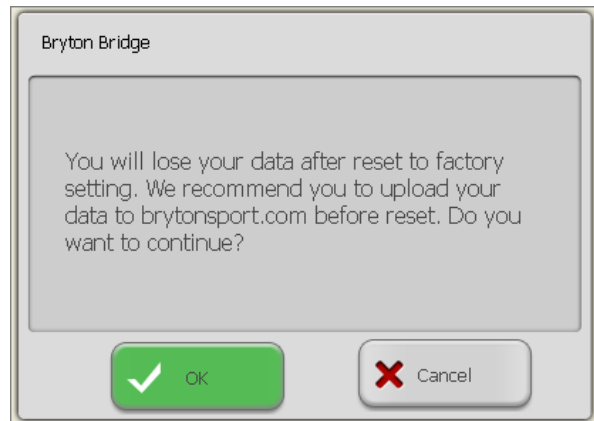 Bryton Bridge
You will lose your data after reset to factory
setting. We recommend you to upload your
data to brytonsport.com before reset. Do you
want to continue?
OK
Cancel